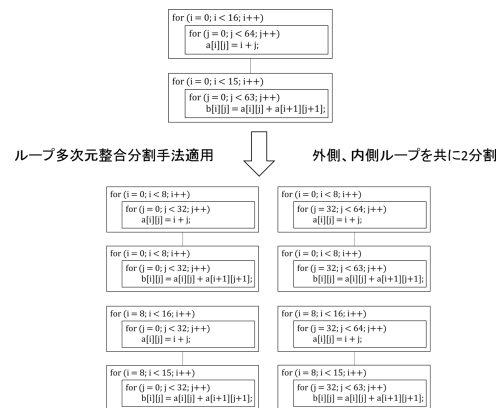 for (i = 0; i < 16; i++)
for (j = 0; j < 64; j++)
a[i][j] = i + j;
for (i = 0; i < 15; i++)
for (j = 0; j < 63; j++)
b[i][j] = a[i][j] + a[i+1][j+1];
ループ多次元整合分割手法適用
外側、内側ループを共に2分割
for (i = 0; i < 8; i++)
for (j = 0; j < 32; j++)
a[i][j] = i + j;
for (i = 0; i < 8; i++)
for (j = 0; j < 32; j++)
b[i][j] = a[i][j] + a[i+1][j+1];
for (i = 8; i < 16; i++)
for (j = 0; j < 32; j++)
a[i][j] = i + j;
for (i = 8; i < 15; i++)
for (j = 0; j < 32; j++)
b[i][j] = a[i][j] + a[i+1][j+1];
for (i = 0; i < 8; i++)
for (j = 32; j < 64; j++)
a[i][j] = i + j;
for (i = 0; i < 8; i++)
for (j = 32; j < 63; j++)
b[i][j] = a[i][j] + a[i+1][j+1];
for (i = 8; i < 16; i++)
for (j = 32; j < 64; j++)
a[i][j] = i + j;
for (i = 8; i < 15; i++)
for (j = 32; j < 63; j++)
b[i][j] = a[i][j] + a[i+1][j+1];